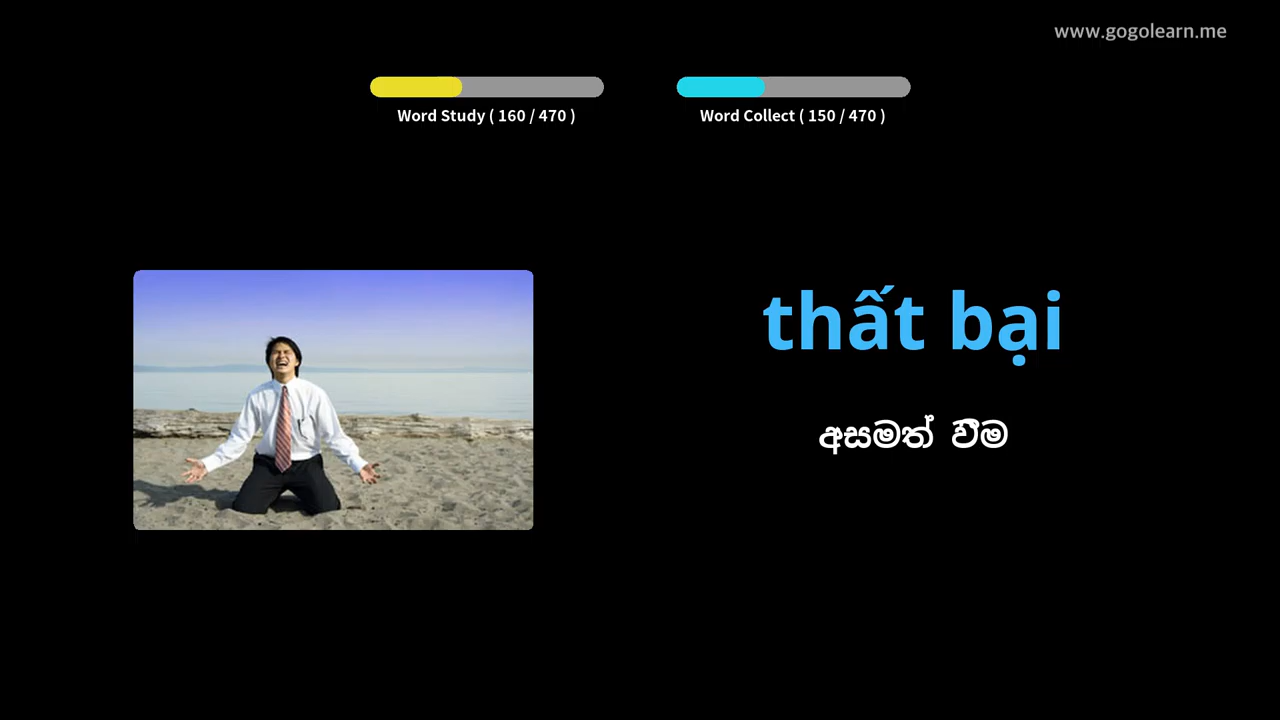 www.gogolearn.me
Word Study ( 160 / 470 )
Word Collect ( 150 / 470 )
thất bại
අසමත් වීම